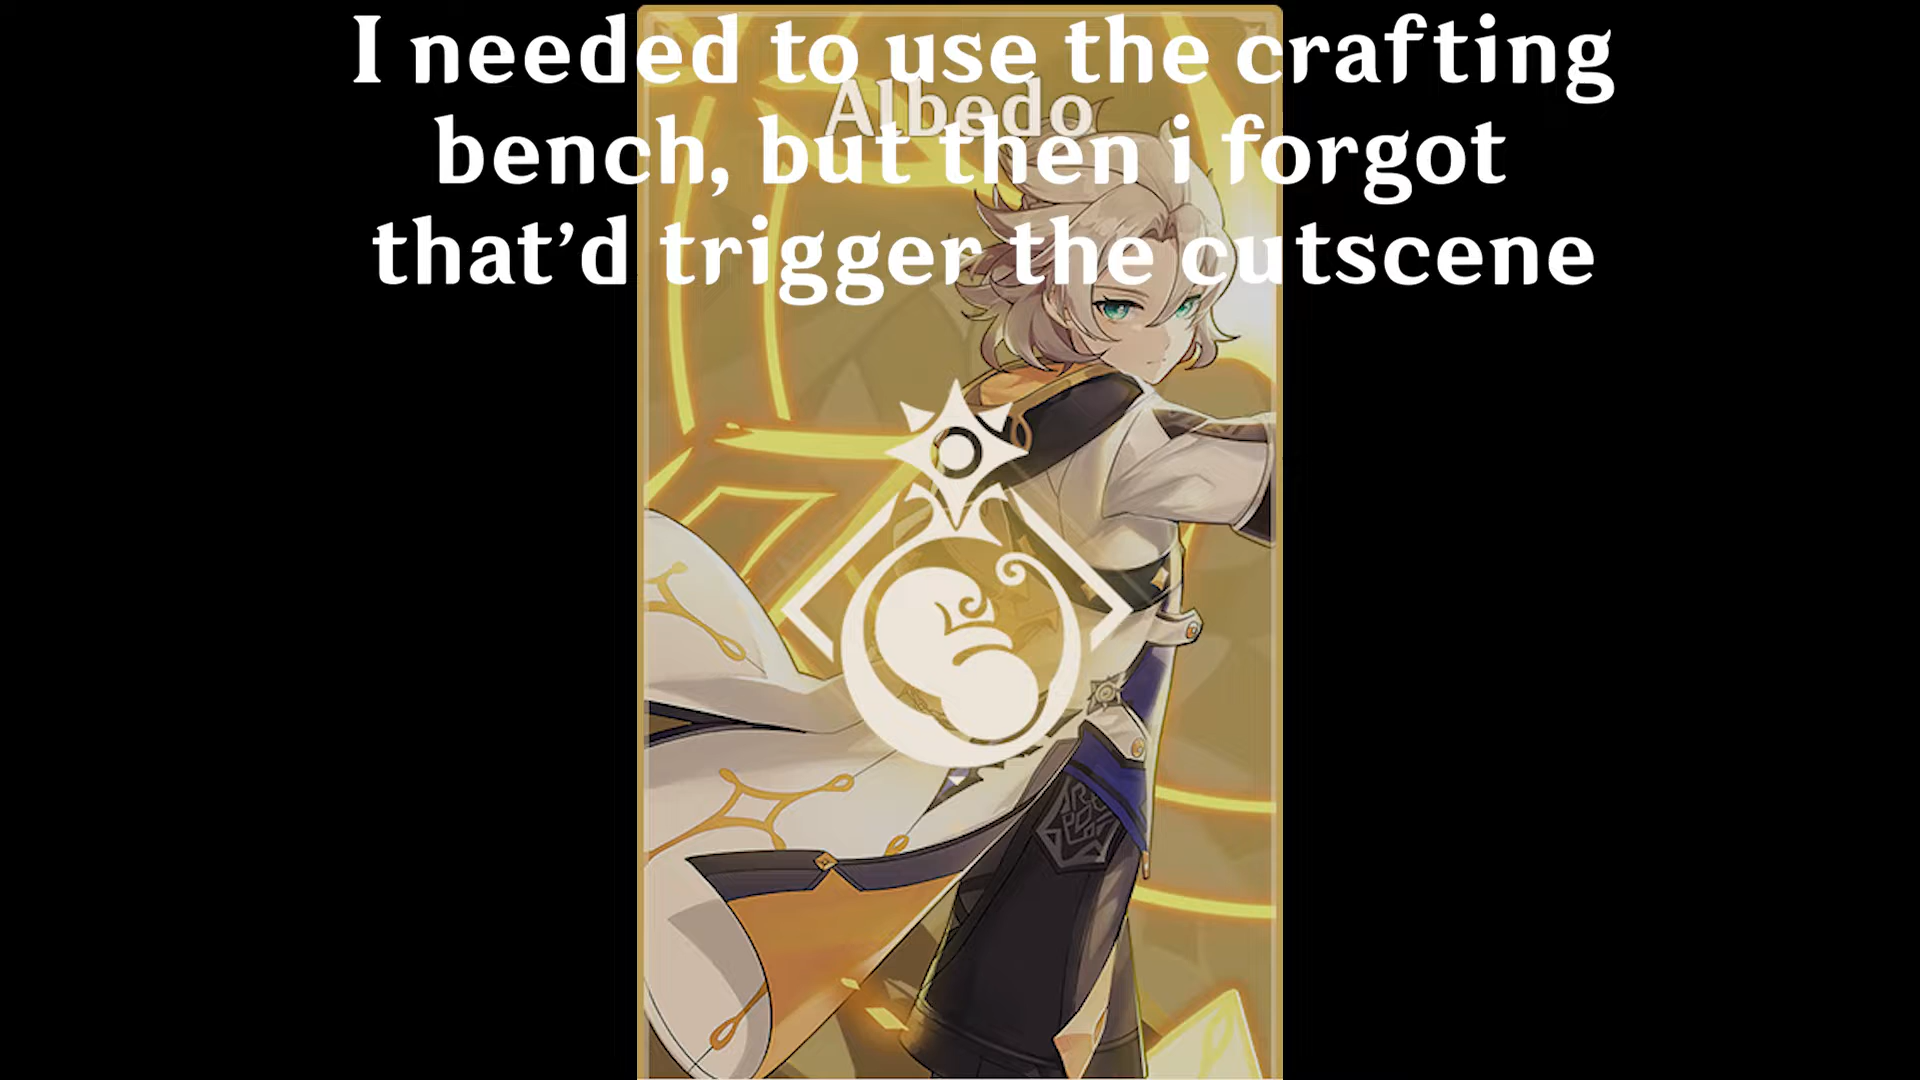 I needed to use the crafting
Albedo
bench, but then i forgot
that'd trigger the cutscene